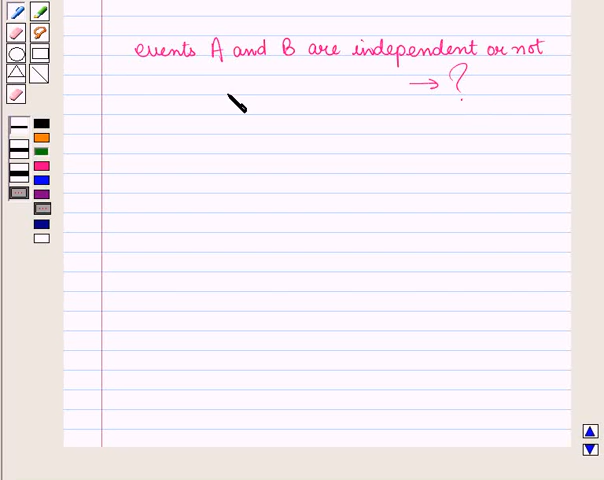 events A and B are independent or not
→ ?